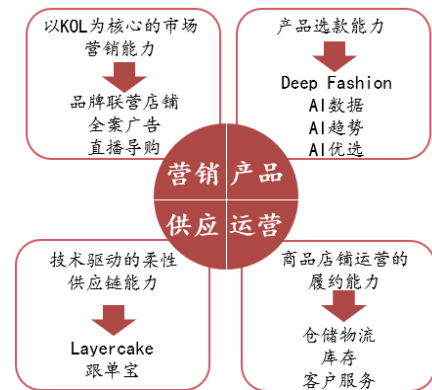 以KOL为核心的市场
营销能力
品牌联营店铺
全案广告
直播导购
产品选款能力
Deep Fashion
AI数据
AI趋势
AI优选
营销
产品
供应
运营
技术驱动的柔性
供应链能力
Layercake
跟单宝
商品店铺运营的
履约能力
仓储物流
库存
客户服务